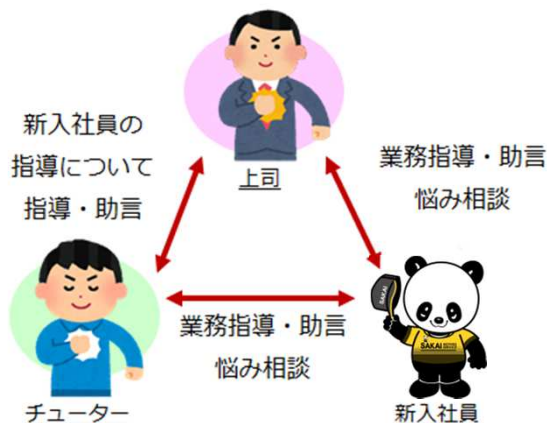 新入社員の
指導について
指導・助言
上司
業務指導・助言
悩み相談
業務指導・助言
悩み相談
チューター
新入社員
SAKAI
SAKAI